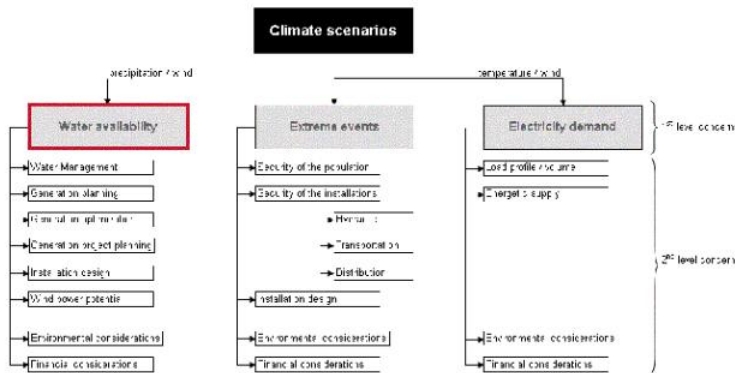 Climate scenarios
precipitation / wind
temperature / wind
Water availability
Extreme events
Electricity demand
1st level concern
Water Management
Generation planning
Generation optimization
Generation project planning
Installation design
Wind power potential
Environmental considerations
Financial considerations
Security of the population
Security of the installations
Hydraulic
Transportation
Distribution
Installation design
Environmental considerations
Financial considerations
Load profile / volume
Energetic supply
Environmental considerations
Financial considerations
2nd level concern